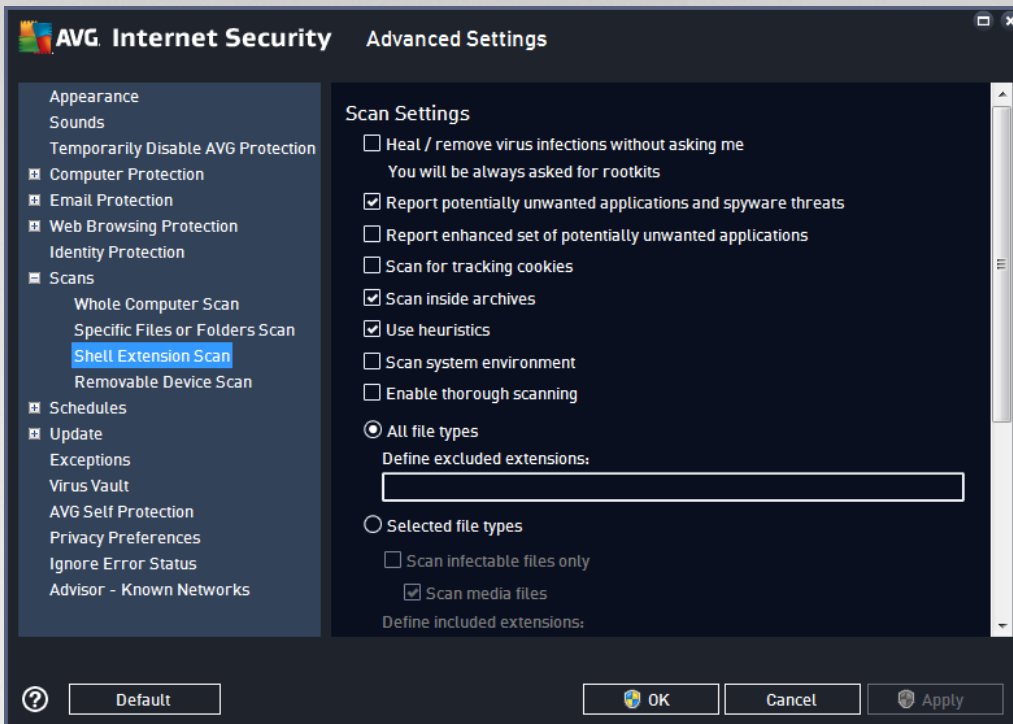 AVG. Internet Security Advanced Settings
Appearance
Sounds
Temporarily Disable AVG Protection
Computer Protection
Email Protection
Web Browsing Protection
Identity Protection
Scans
Whole Computer Scan
Specific Files or Folders Scan
Shell Extension Scan
Removable Device Scan
Schedules
Update
Exceptions
Virus Vault
AVG Self Protection
Privacy Preferences
Ignore Error Status
Advisor - Known Networks
Scan Settings
Heal / remove virus infections without asking me
You will be always asked for rootkits
Report potentially unwanted applications and spyware threats
Report enhanced set of potentially unwanted applications
Scan for tracking cookies
Scan inside archives
Use heuristics
Scan system environment
Enable thorough scanning
All file types
Define excluded extensions:
Selected file types
Scan infectable files only
Scan media files
Define included extensions:
? Default OK Cancel Apply